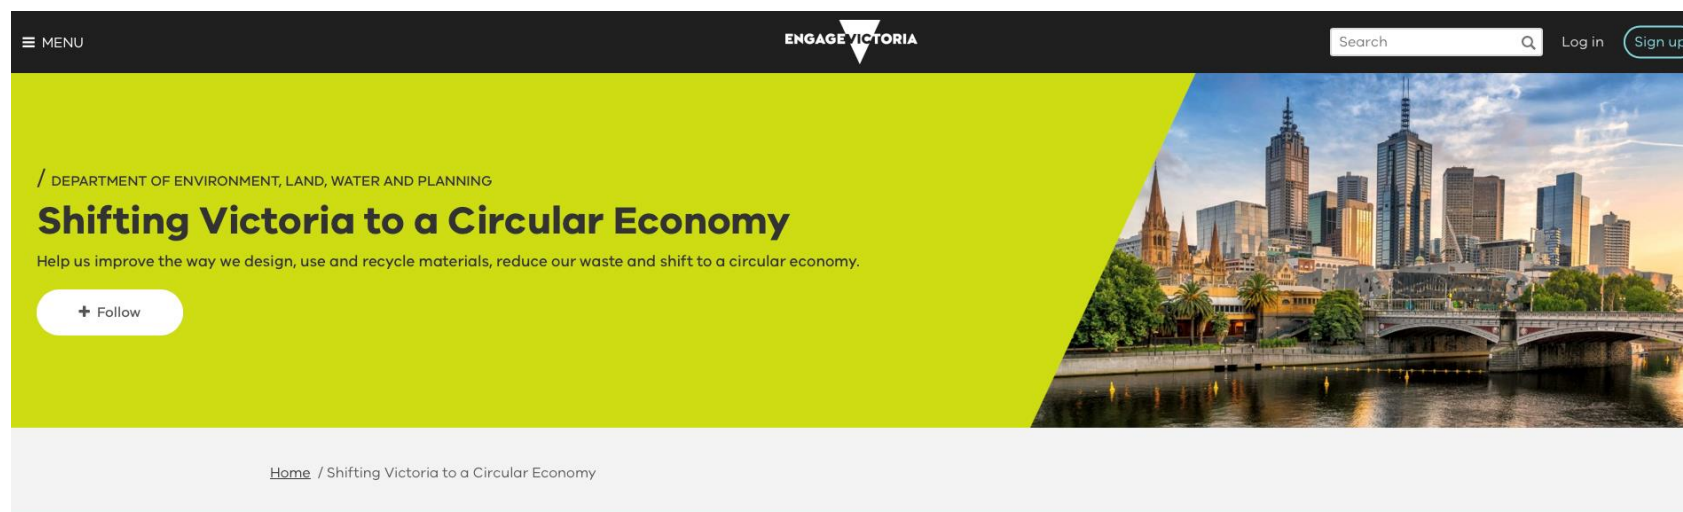 MENU
ENGAGEVICTORIA
Search
Log in
Sign up
/ DEPARTMENT OF ENVIRONMENT, LAND, WATER AND PLANNING
Shifting Victoria to a Circular Economy
Help us improve the way we design, use and recycle materials, reduce our waste and shift to a circular economy.
+ Follow
Home / Shifting Victoria to a Circular Economy